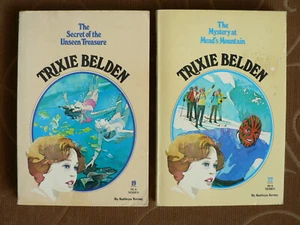 The
Secret of the
Unseen Treasure
TRIXIE BELDEN
19
By Kathryn Kenny
The
Mystery at
Mead's Mountain
TRIXIE BELDEN
By Kathryn Kenny